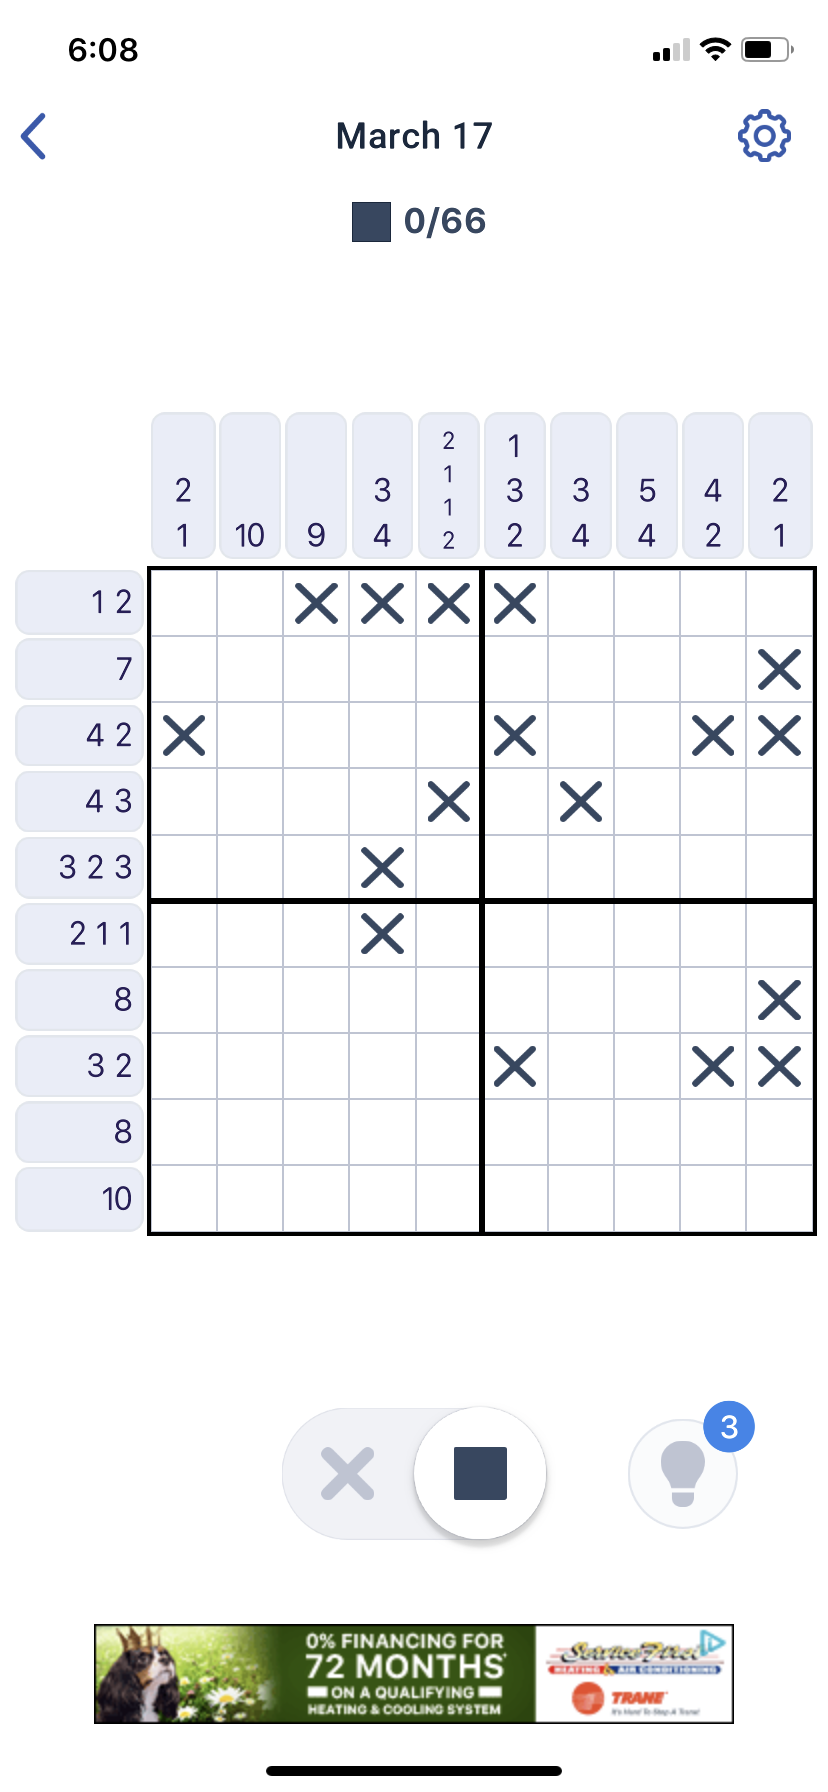 6:08
March 17
0/66
2 1
10
9
3 4
2 1 1 2
1 3 2
3 4
5 4
4 2
2 1
1 2
7
4 2
4 3
3 2 3
2 1 1
8
3 2
8
10
3
0% FINANCING FOR
72 MONTHS*
ON A QUALIFYING
HEATING & COOLING SYSTEM
ServiceFirst
HEATING & AIR CONDITIONING
TRANE
It's Hard To Stop A Trane.